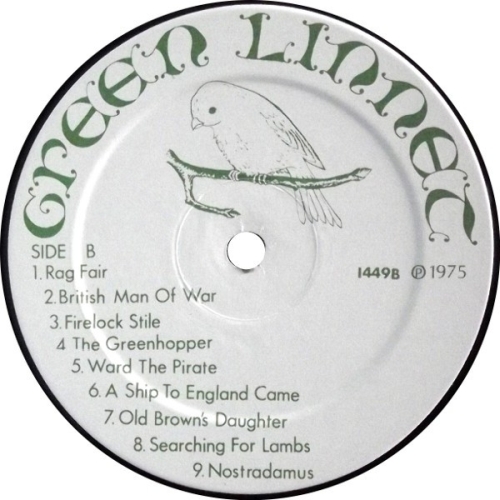 GREEN LINNET
SIDE B
1449B ℗ 1975
1. Rag Fair
2. British Man Of War
3. Firelock Stile
4 The Greenhopper
5. Ward The Pirate
6. A Ship To England Came
7. Old Brown's Daughter
8. Searching For Lambs
9. Nostradamus